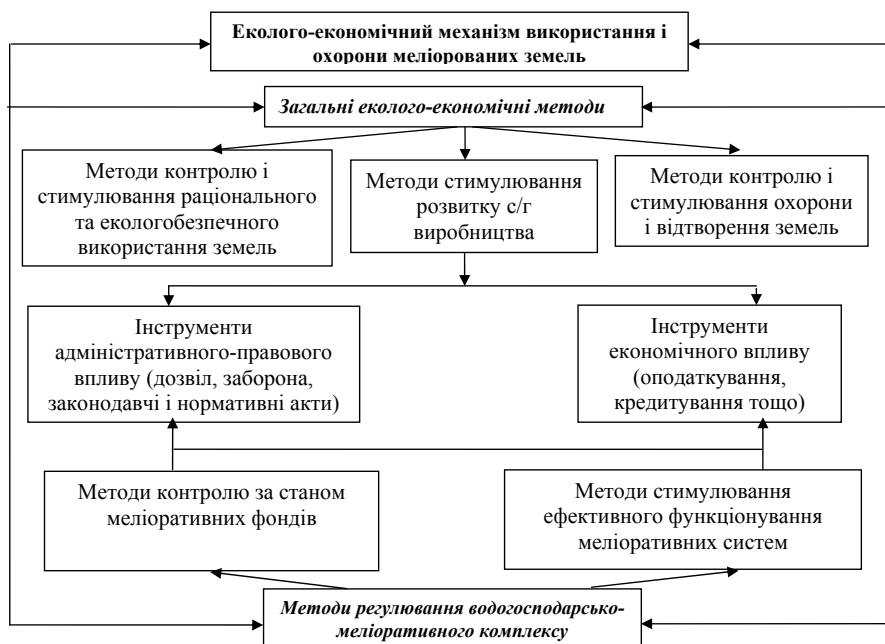 Еколого-економічний механізм використання і
охорони меліорованих земель
Загальні еколого-економічні методи
Методи контролю і
стимулювання раціонального
та екологобезпечного
використання земель
Методи стимулювання
розвитку с/г
виробництва
Методи контролю і
стимулювання охорони
і відтворення земель
Інструменти
адміністративного-правового
впливу (дозвіл, заборона,
законодавчі і нормативні акти)
Інструменти
економічного впливу
(оподаткування,
кредитування тощо)
Методи контролю за станом
меліоративних фондів
Методи стимулювання
ефективного функціонування
меліоративних систем
Методи регулювання водогосподарсько-
меліоративного комплексу